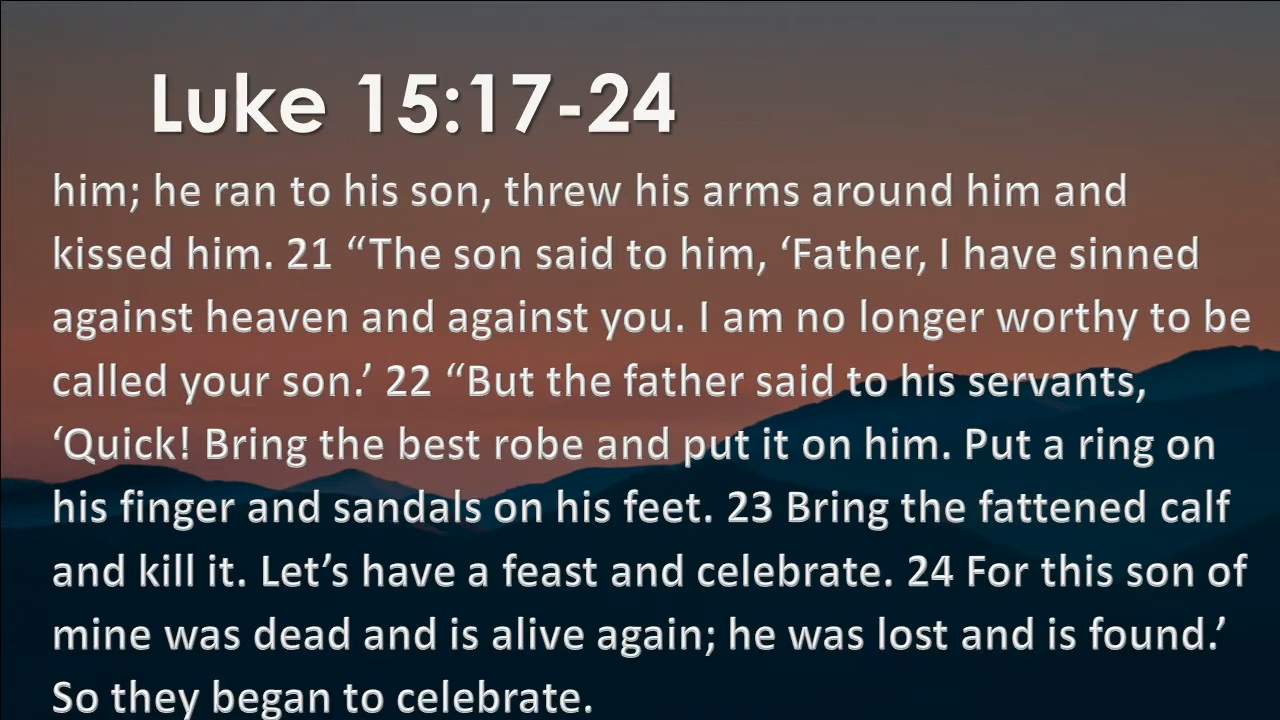 Luke 15:17-24
him; he ran to his son, threw his arms around him and
kissed him. 21 “The son said to him, ‘Father, I have sinned
against heaven and against you. I am no longer worthy to be
called your son.’ 22 “But the father said to his servants,
‘Quick! Bring the best robe and put it on him. Put a ring on
his finger and sandals on his feet. 23 Bring the fattened calf
and kill it. Let’s have a feast and celebrate. 24 For this son of
mine was dead and is alive again; he was lost and is found.’
So they began to celebrate.